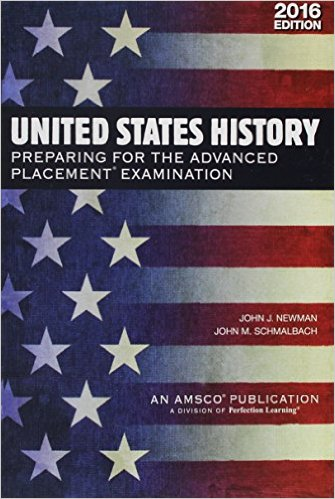 2016
EDITION
UNITED STATES HISTORY
PREPARING FOR THE ADVANCED
PLACEMENT® EXAMINATION
JOHN J. NEWMAN
JOHN M. SCHMALBACH
AN AMSCO® PUBLICATION
A DIVISION OF Perfection Learning®